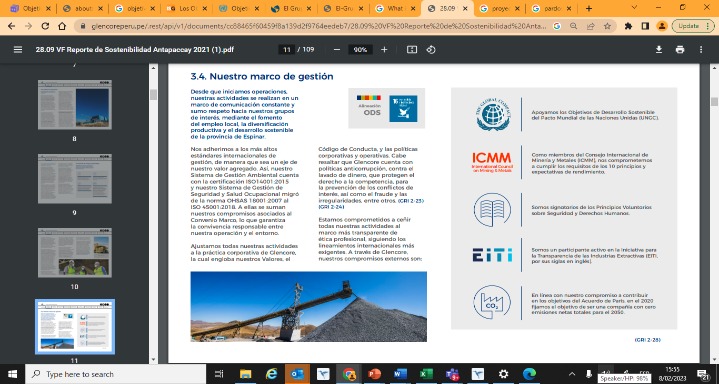 Objeti
about:
objeti
Los O
Objeti
El Gru
El-Gru
What
28.09
proye
pardo
glencoreperu.pe/.rest/api/v1/documents/cc68465f60459f8a139d2f9764eedeb7/28.09%20VF%20Reporte%20de%20Sostenibilidad%20Anta...
Update
28.09 VF Reporte de Sostenibilidad Antapaccay 2021 (1).pdf
11 / 109
90%
8
9
10
11
3.4. Nuestro marco de gestión
Desde que iniciamos operaciones,
nuestras actividades se realizan en un
marco de comunicación constante y
sumo respeto hacia nuestros grupos
de interés, mediante el fomento
del empleo local, la diversificación
productiva y el desarrollo sostenible
de la provincia de Espinar.
Alineación:
ODS
16
Nos adherimos a los más altos
estándares internacionales de
gestión, de manera que sea un eje de
nuestro valor agregado. Así, nuestro
Sistema de Gestión Ambiental cuenta
con la certificación ISO14001:2015
y nuestro Sistema de Gestión de
Seguridad y Salud Ocupacional migró
de la norma OHSAS 18001:2007 al
ISO 45001:2018. A ellas se suman
nuestros compromisos asociados al
Convenio Marco, lo que garantiza
la convivencia responsable entre
nuestra operación y el entorno.
Ajustamos todas nuestras actividades
a la práctica corporativa de Glencore,
la cual engloba nuestros Valores, el
Código de Conducta, y las políticas
corporativas y operativas. Cabe
resaltar que Glencore cuenta con
políticas anticorrupción, contra el
lavado de dinero, que protegen el
derecho a la competencia, para
la prevención de los conflictos de
interés, así como el fraude y las
irregularidades, entre otros. (GRI 2-23)
(GRI 2-24)
Estamos comprometidos a ceñir
todas nuestras actividades al
marco más transparente de
ética profesional, siguiendo los
lineamientos internacionales más
exigentes. A través de Glencore,
nuestros compromisos externos son:
THE GLOBAL COMPACT
Apoyamos los Objetivos de Desarrollo Sostenible
del Pacto Mundial de las Naciones Unidas (UNGC).
ICMM
International Council
on Mining & Metals
Como miembros del Consejo Internacional de
Minería y Metales (ICMM), nos comprometemos
a cumplir los requisitos de los 10 principios y
expectativas de rendimiento.
Somos signatarios de los Principios Voluntarios
sobre Seguridad y Derechos Humanos.
EITI
Somos un participante activo en la Iniciativa para
la Transparencia de las Industrias Extractivas (EITI,
por sus siglas en inglés).
CO₂
En línea con nuestro compromiso a contribuir
en los objetivos del Acuerdo de París, en el 2020
fijamos el objetivo de ser una compañía con cero
emisiones netas totales para el 2050.
(GRI 2-28)
Type here to search
15:55
8/02/2023
Speaker/HP: 98%